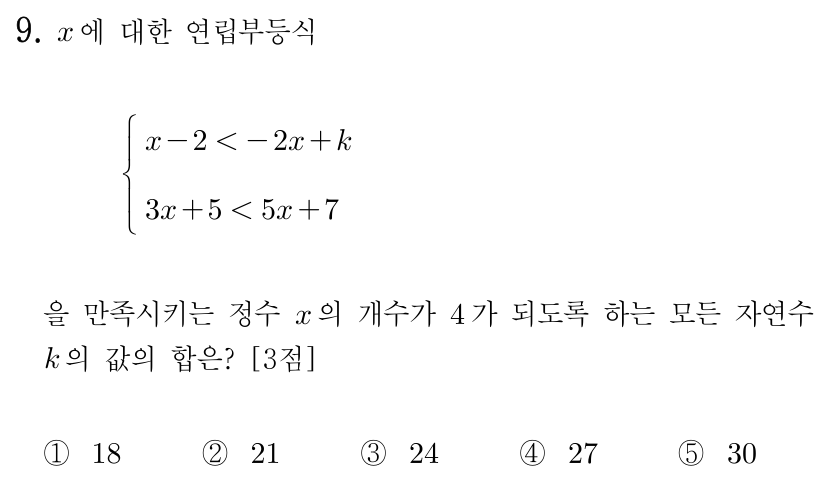 9. x에 대한 연립부등식
x−2<−2x+k
3x+5<5x+7
을 만족시키는 정수 x의 개수가 4가 되도록 하는 모든 자연수
k의 값의 합은? [3점]
① 18 ② 21 ③ 24 ④ 27 ⑤ 30